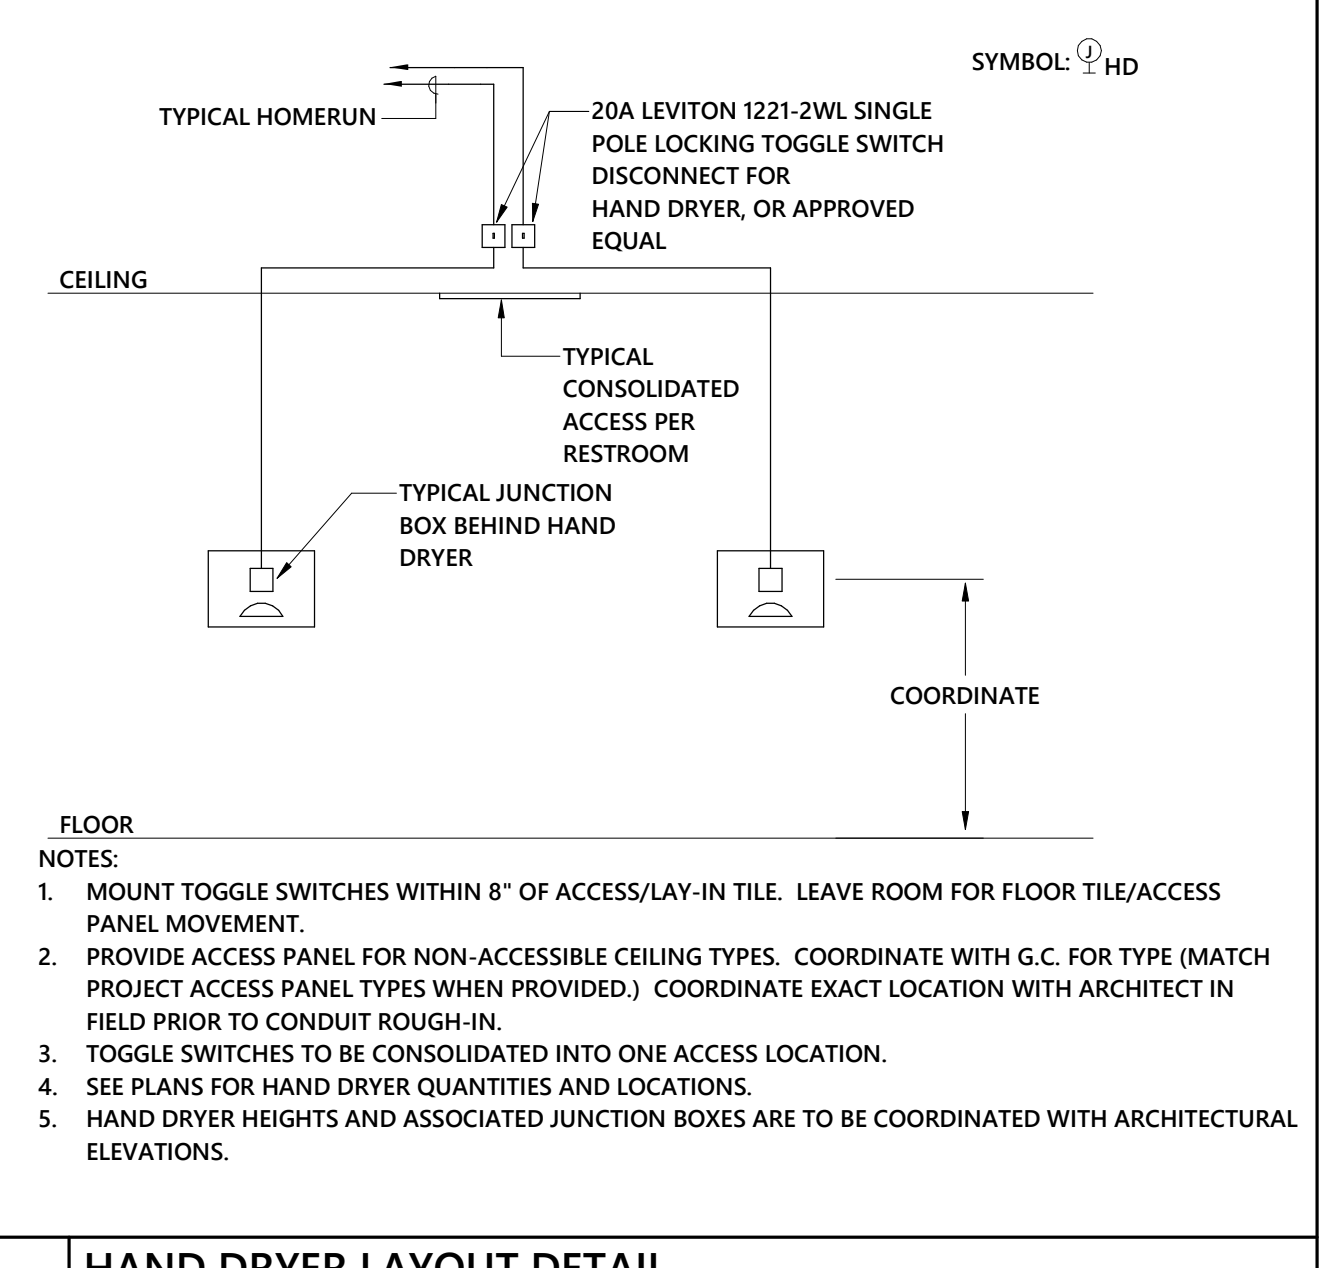 SYMBOL: J HD
TYPICAL HOMERUN
20A LEVITON 1221-2WL SINGLE
POLE LOCKING TOGGLE SWITCH
DISCONNECT FOR
HAND DRYER, OR APPROVED
EQUAL
CEILING
TYPICAL
CONSOLIDATED
ACCESS PER
RESTROOM
TYPICAL JUNCTION
BOX BEHIND HAND
DRYER
COORDINATE
FLOOR
NOTES:
1. MOUNT TOGGLE SWITCHES WITHIN 8" OF ACCESS/LAY-IN TILE. LEAVE ROOM FOR FLOOR TILE/ACCESS
PANEL MOVEMENT.
2. PROVIDE ACCESS PANEL FOR NON-ACCESSIBLE CEILING TYPES. COORDINATE WITH G.C. FOR TYPE (MATCH
PROJECT ACCESS PANEL TYPES WHEN PROVIDED.) COORDINATE EXACT LOCATION WITH ARCHITECT IN
FIELD PRIOR TO CONDUIT ROUGH-IN.
3. TOGGLE SWITCHES TO BE CONSOLIDATED INTO ONE ACCESS LOCATION.
4. SEE PLANS FOR HAND DRYER QUANTITIES AND LOCATIONS.
5. HAND DRYER HEIGHTS AND ASSOCIATED JUNCTION BOXES ARE TO BE COORDINATED WITH ARCHITECTURAL
ELEVATIONS.
HAND DRYER LAYOUT DETAIL